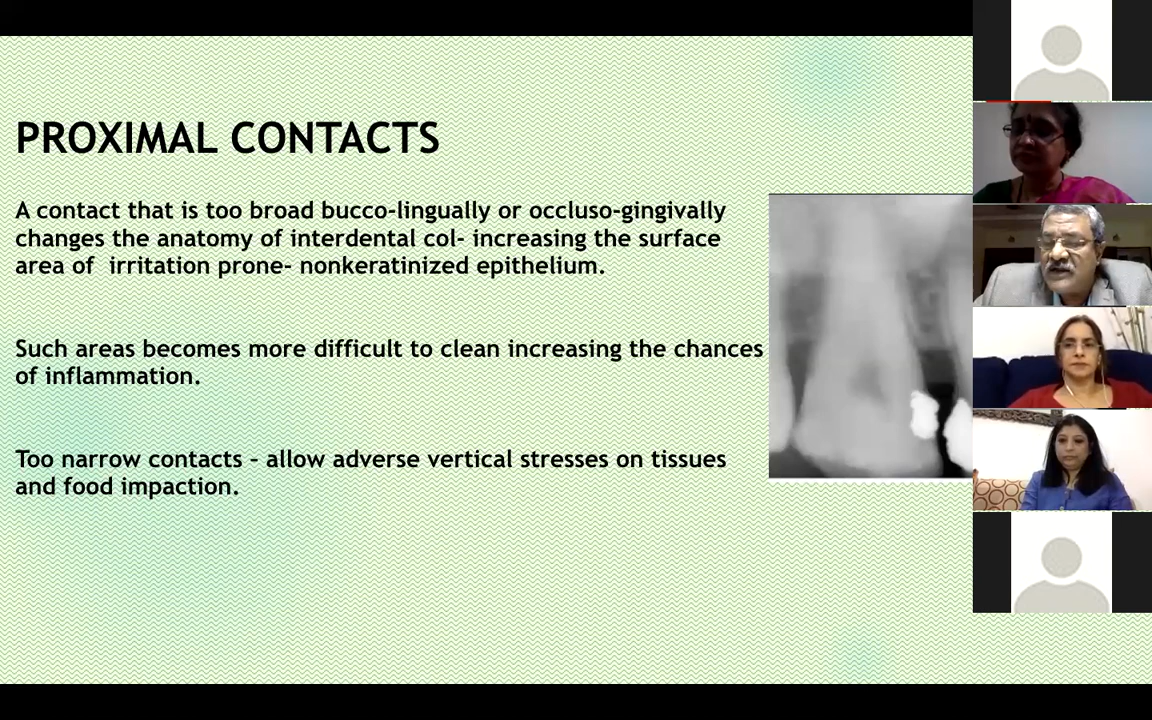 PROXIMAL CONTACTS
A contact that is too broad bucco-lingually or occluso-gingivally
changes the anatomy of interdental col- increasing the surface
area of  irritation prone- nonkeratinized epithelium.
Such areas becomes more difficult to clean increasing the chances
of inflammation.
Too narrow contacts – allow adverse vertical stresses on tissues
and food impaction.